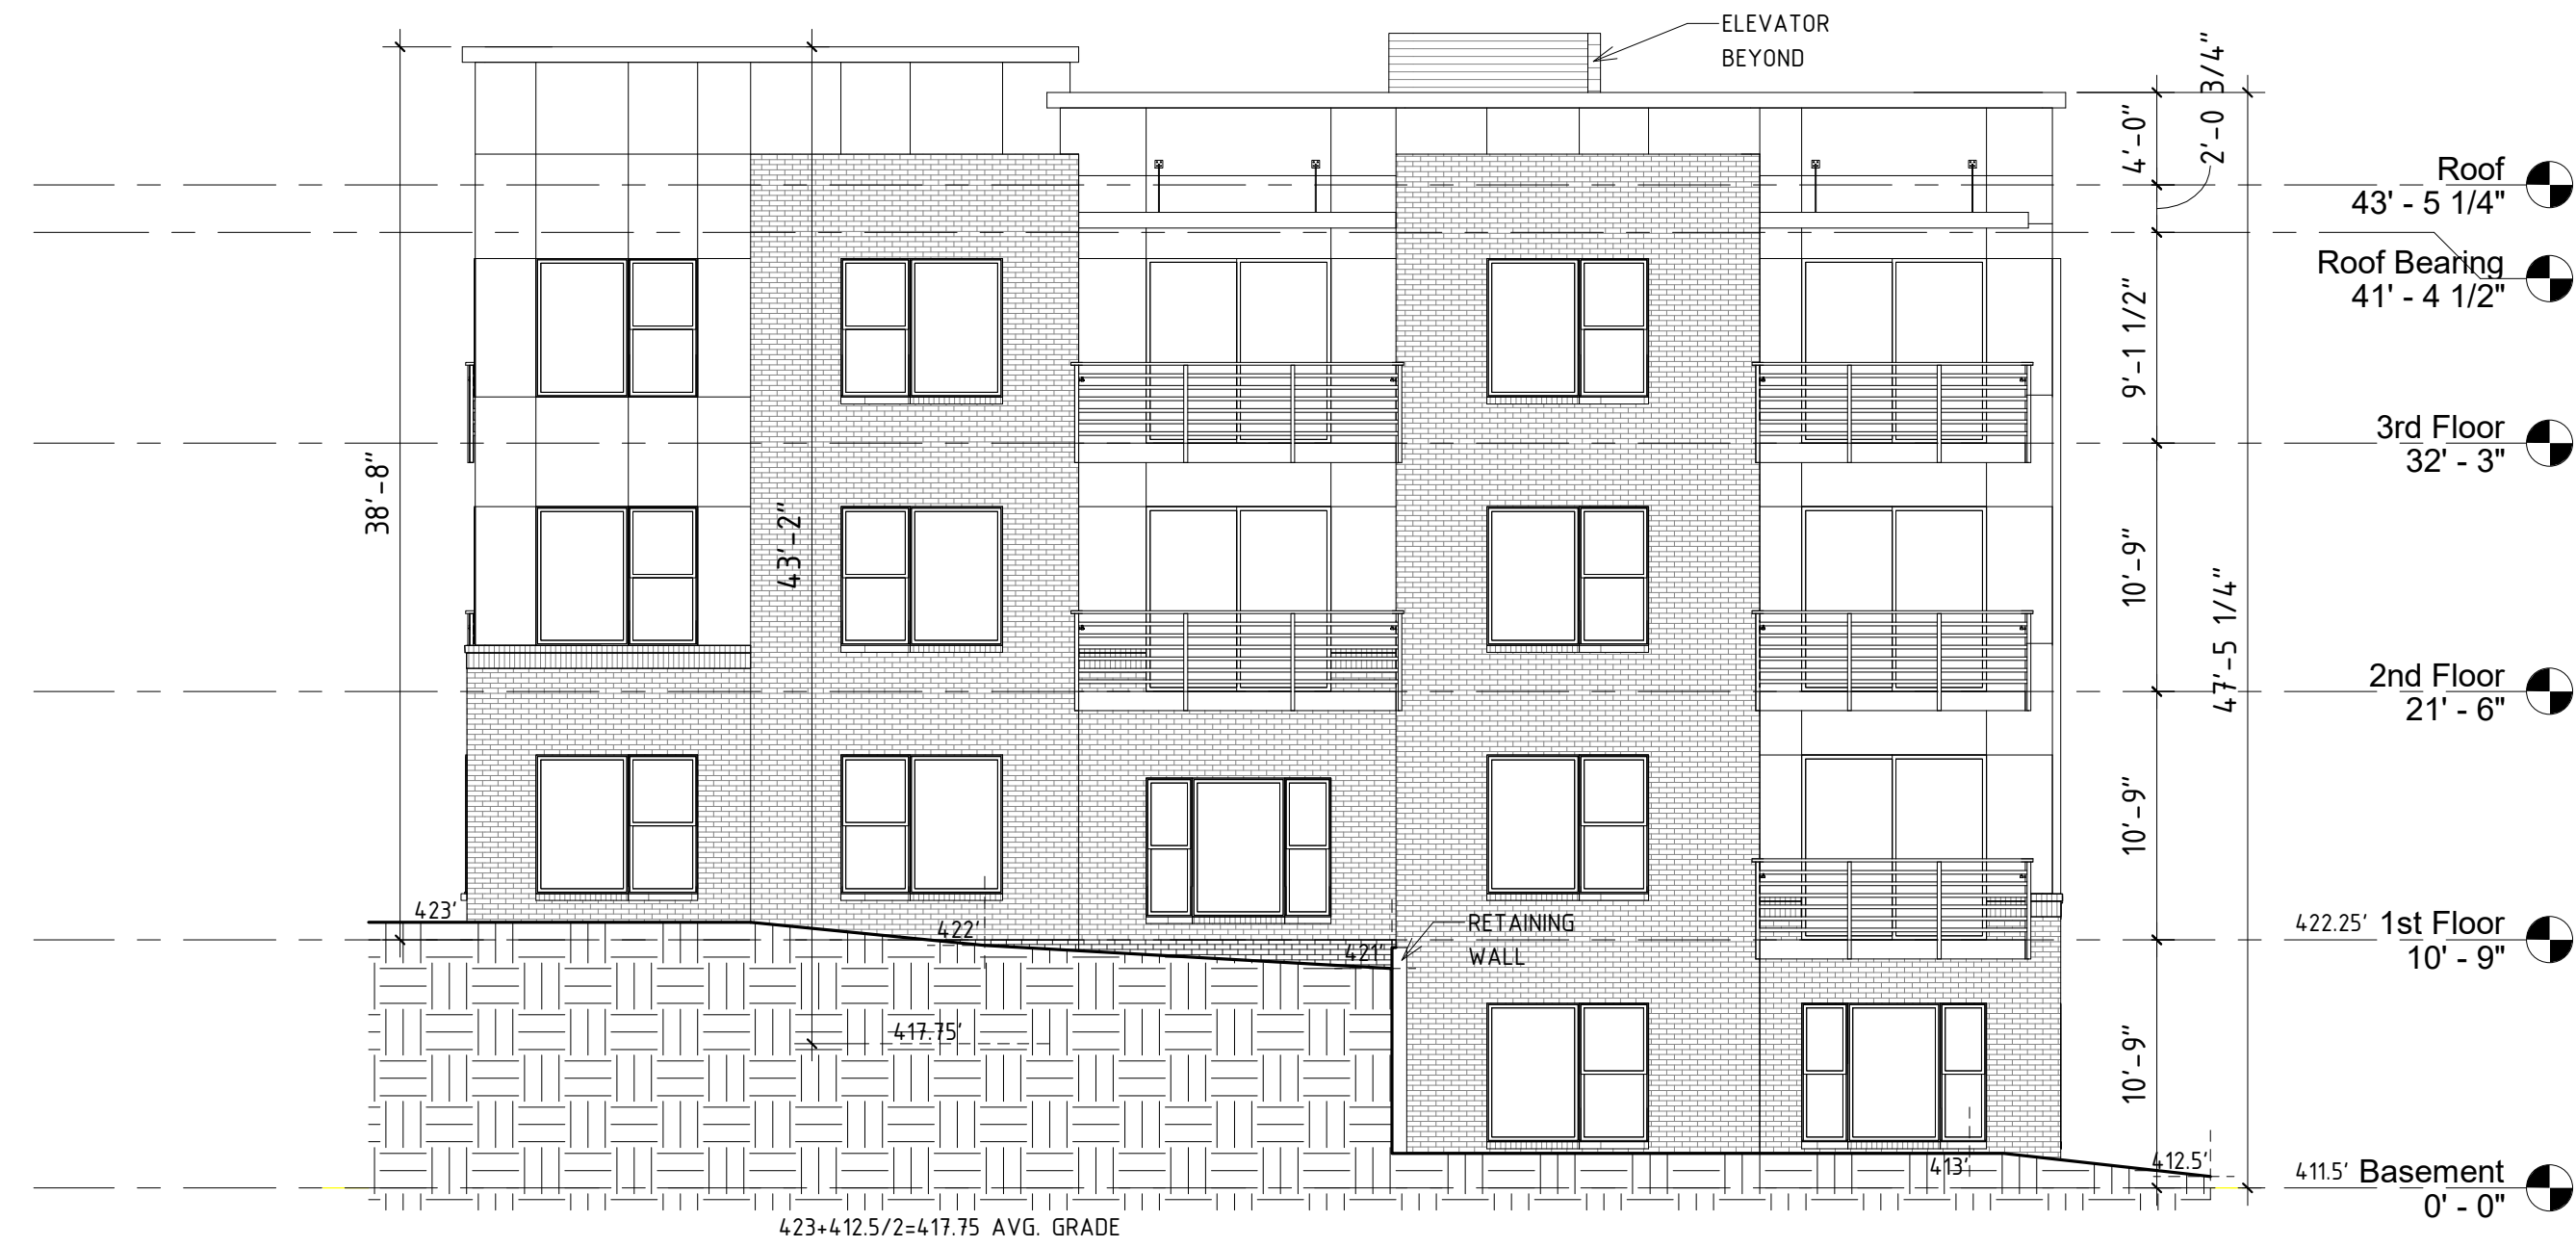 ELEVATOR
BEYOND
4'-0"
2'-0 3/4"
Roof
43' - 5 1/4"
Roof Bearing
41' - 4 1/2"
9'-1 1/2"
3rd Floor
32' - 3"
38'-8"
43'-2"
10'-9"
47'-5 1/4"
2nd Floor
21' - 6"
10'-9"
423'
422'
421'
RETAINING
WALL
422.25' 1st Floor
10' - 9"
417.75'
10'-9"
413'
412.5'
411.5' Basement
0' - 0"
423+412.5/2=417.75 AVG. GRADE